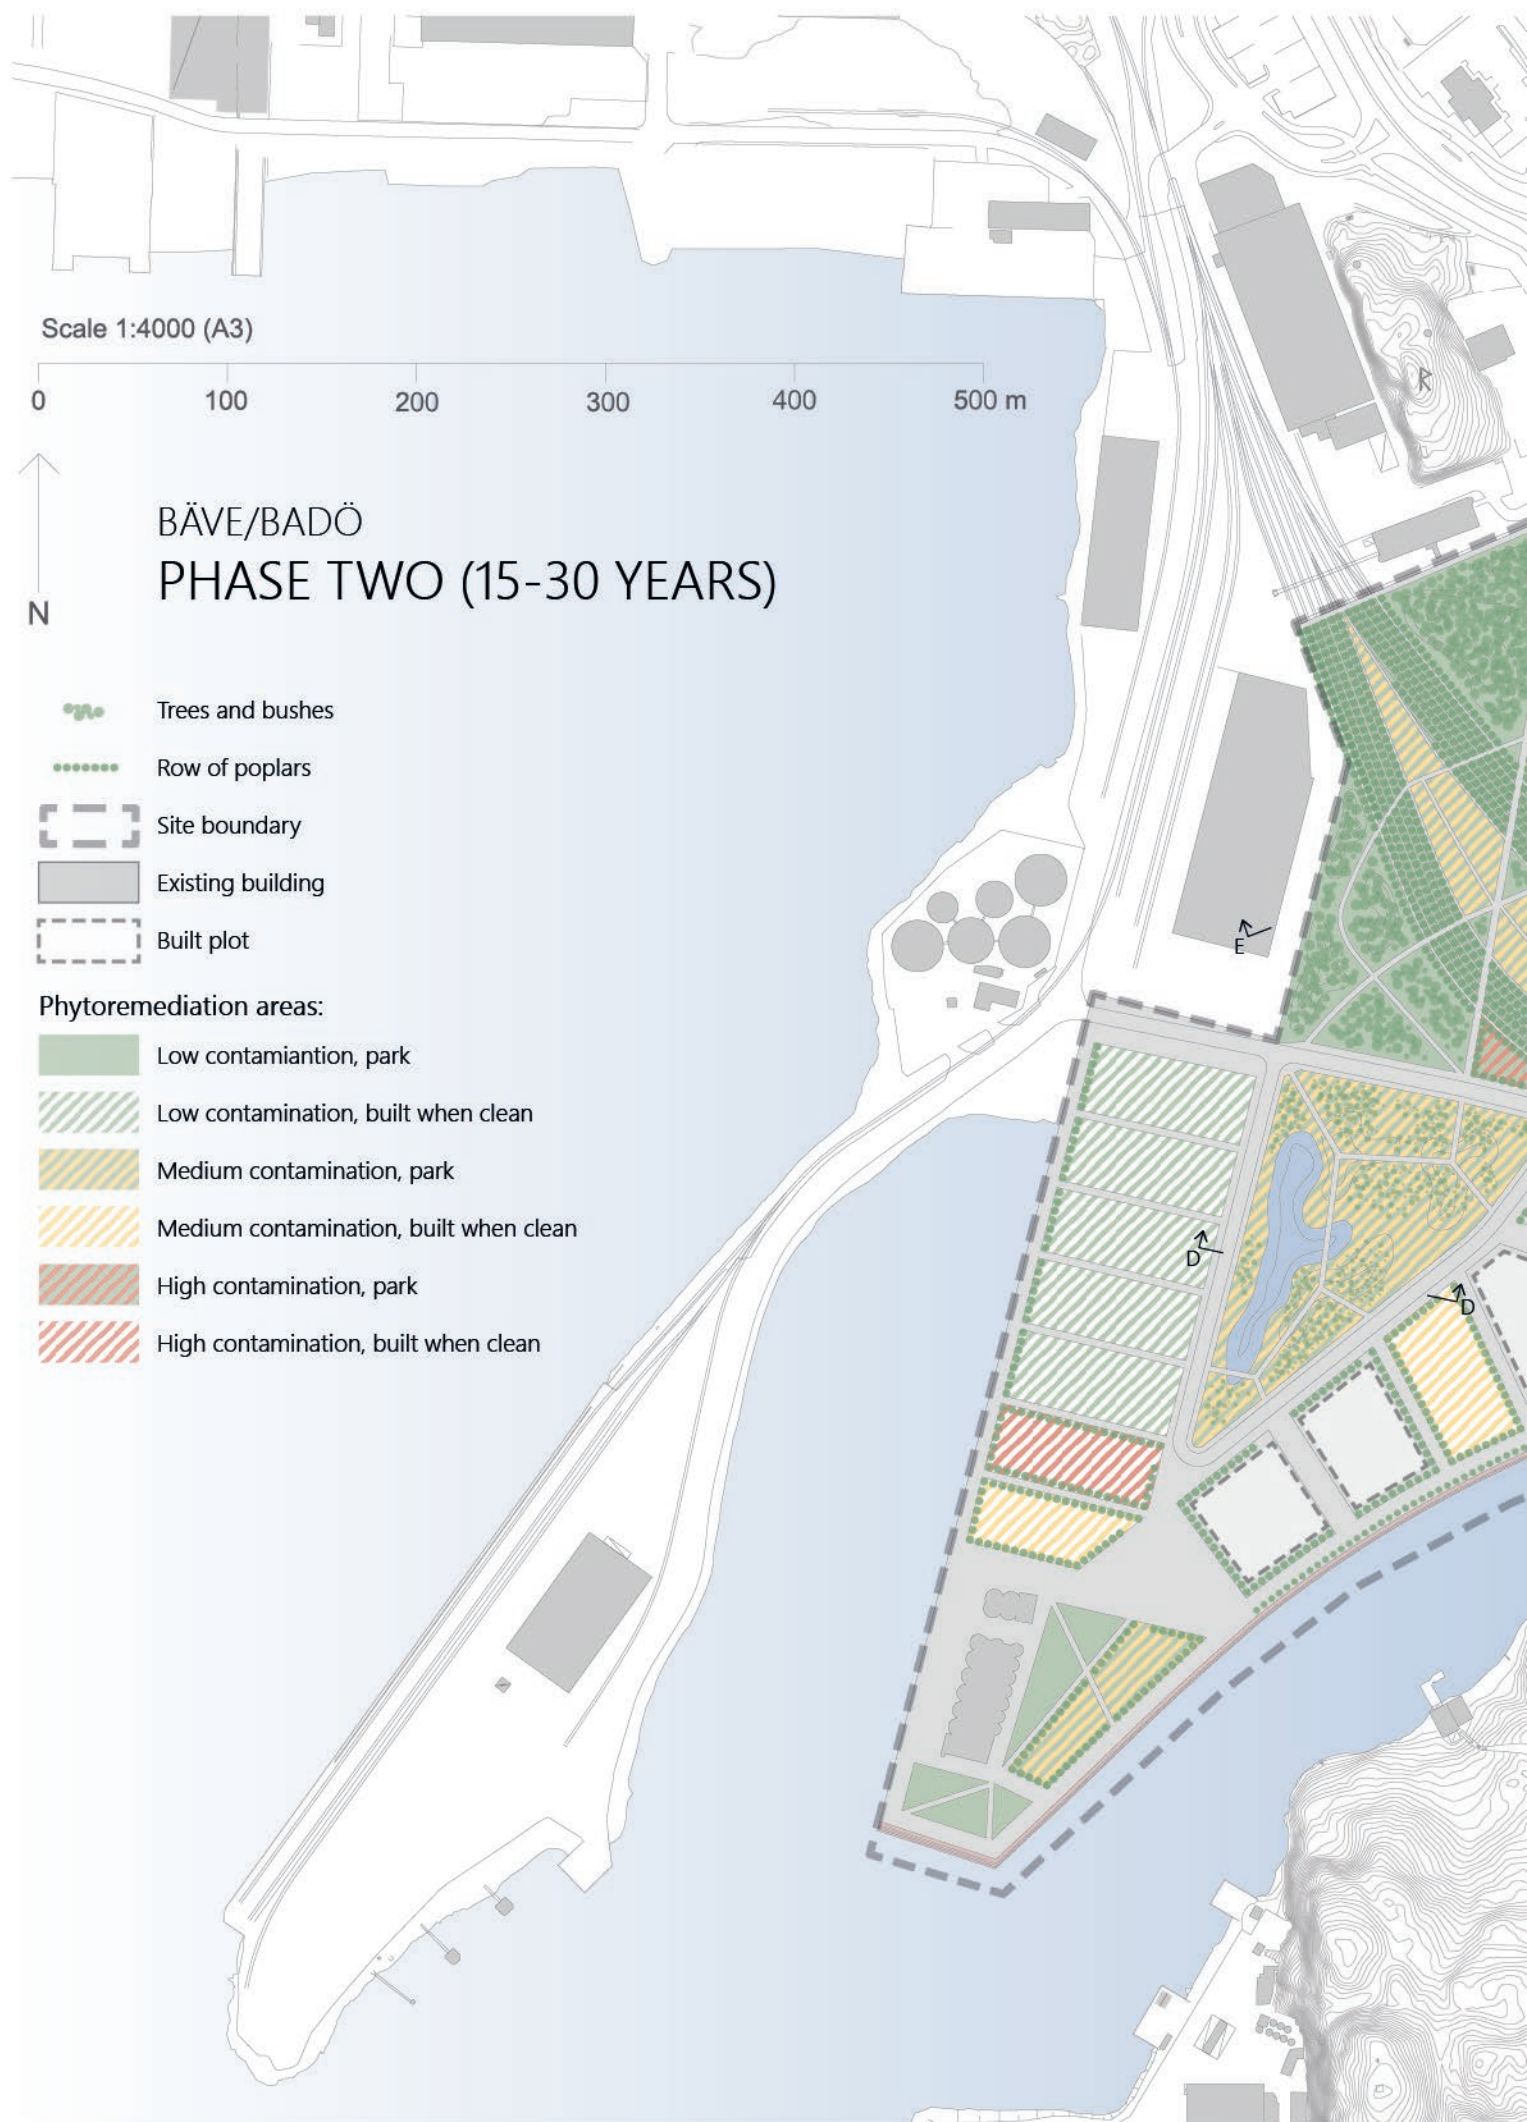 Scale 1:4000 (A3)
0 100 200 300 400 500 m
N
BÄVE/BADÖ
PHASE TWO (15-30 YEARS)
Trees and bushes
Row of poplars
Site boundary
Existing building
Built plot
Phytoremediation areas:
Low contamiantion, park
Low contamination, built when clean
Medium contamination, park
Medium contamination, built when clean
High contamination, park
High contamination, built when clean
R
E
D
D